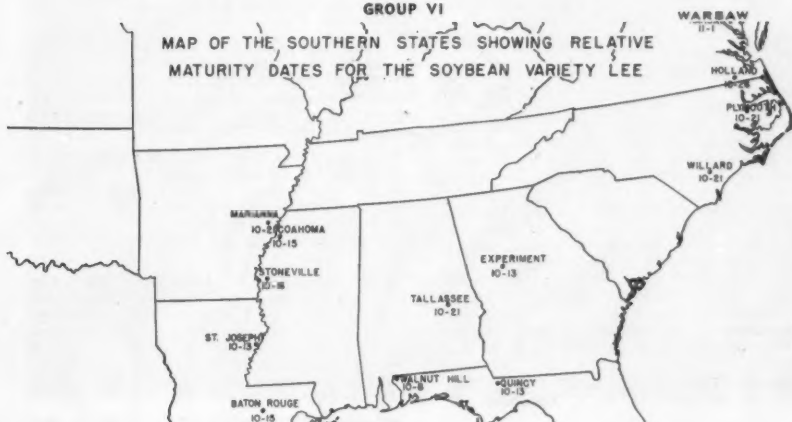 GROUP VI
WARSAW
11-1
MAP OF THE SOUTHERN STATES SHOWING RELATIVE
MATURITY DATES FOR THE SOYBEAN VARIETY LEE
HOLLAND
PLYMOUTH
10-21
WILLARD
10-21
MARIANNA
COAHOMA
10-15
STONEVILLE
10-16
EXPERIMENT
10-13
TALLASSEE
10-21
ST. JOSEPH
10-13
WALNUT HILL
10-8
QUINCY
10-13
BATON ROUGE
10-15